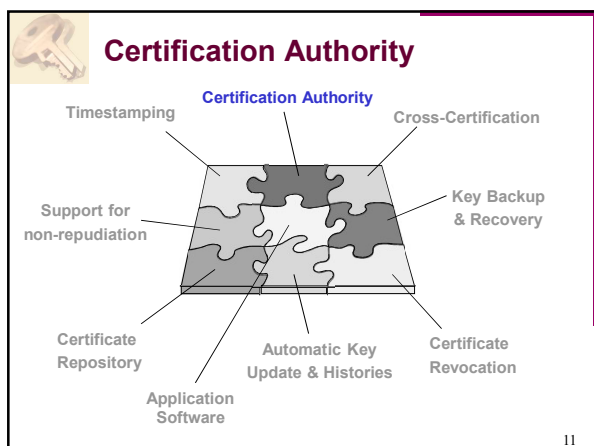 Certification Authority
Certification Authority
Timestamping
Cross-Certification
Key Backup
& Recovery
Support for
non-repudiation
Certificate
Repository
Automatic Key
Update & Histories
Certificate
Revocation
Application
Software
11